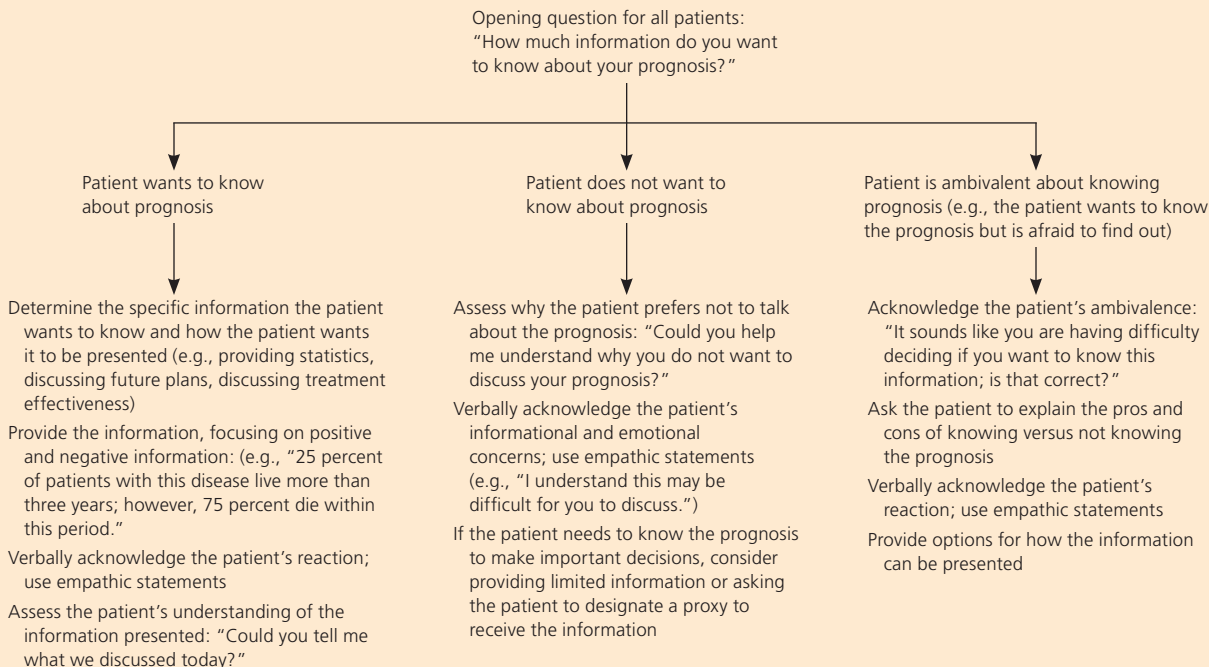 Opening question for all patients:
“How much information do you want
to know about your prognosis?”
Patient wants to know
about prognosis
Determine the specific information the patient
wants to know and how the patient wants
it to be presented (e.g., providing statistics,
discussing future plans, discussing treatment
effectiveness)
Provide the information, focusing on positive
and negative information: (e.g., “25 percent
of patients with this disease live more than
three years; however, 75 percent die within
this period.”
Verbally acknowledge the patient’s reaction;
use empathic statements
Assess the patient’s understanding of the
information presented: “Could you tell me
what we discussed today?”
Patient does not want to
know about prognosis
Assess why the patient prefers not to talk
about the prognosis: “Could you help
me understand why you do not want to
discuss your prognosis?”
Verbally acknowledge the patient’s
informational and emotional
concerns; use empathic statements
(e.g., “I understand this may be
difficult for you to discuss.”)
If the patient needs to know the prognosis
to make important decisions, consider
providing limited information or asking
the patient to designate a proxy to
receive the information
Patient is ambivalent about knowing
prognosis (e.g., the patient wants to know
the prognosis but is afraid to find out)
Acknowledge the patient’s ambivalence:
“It sounds like you are having difficulty
deciding if you want to know this
information; is that correct?”
Ask the patient to explain the pros and
cons of knowing versus not knowing
the prognosis
Verbally acknowledge the patient’s
reaction; use empathic statements
Provide options for how the information
can be presented